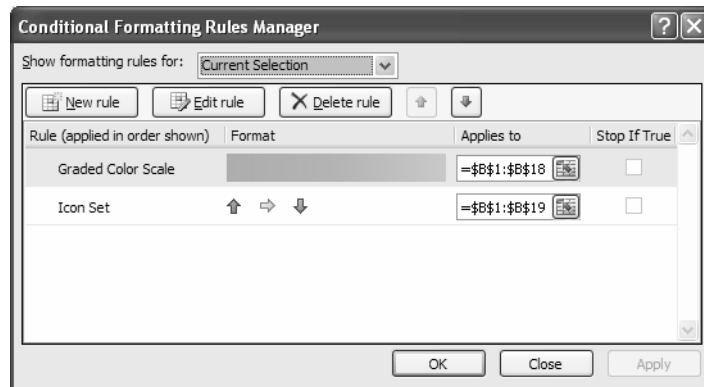 Conditional Formatting Rules Manager
Show formatting rules for: Current Selection
New rule Edit rule Delete rule
Rule (applied in order shown) Format Applies to Stop If True
Graded Color Scale =$B$1:$B$18
Icon Set =$B$1:$B$19
OK Close Apply